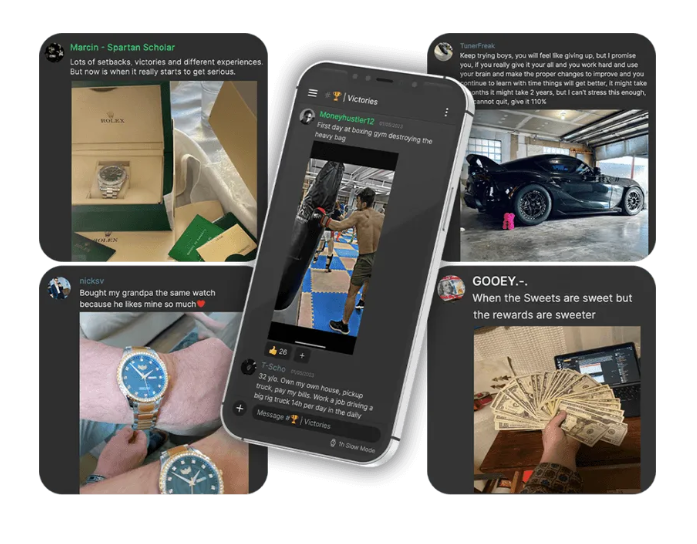 Marcin - Spartan Scholar
Lots of setbacks, victories and different experiences.
But now is when it really starts to get serious.
ROLEX
TunerFreak
Keep trying boys, you will feel like giving up, but I promise
you, if you really give it your all and you work hard and use
your brain and make the proper changes to improve and you
continue to learn with time things will get better, it might take
months it might take 2 years, but I can't stress this enough,
cannot quit, give it 110%
# 🏆 | Victories
Moneyhustler12
First day at boxing gym destroying the
heavy bag
👍 26 +
T-Scho
32 y/o. Own my own house, pickup
truck, pay my bills. Work a job driving a
big rig truck 14h per day in the daily
Message #🏆 | Victories
1h Slow Mode
nicksv
Bought my grandpa the same watch
because he likes mine so much❤️
GOOEY.-.
When the Sweets are sweet but
the rewards are sweeter